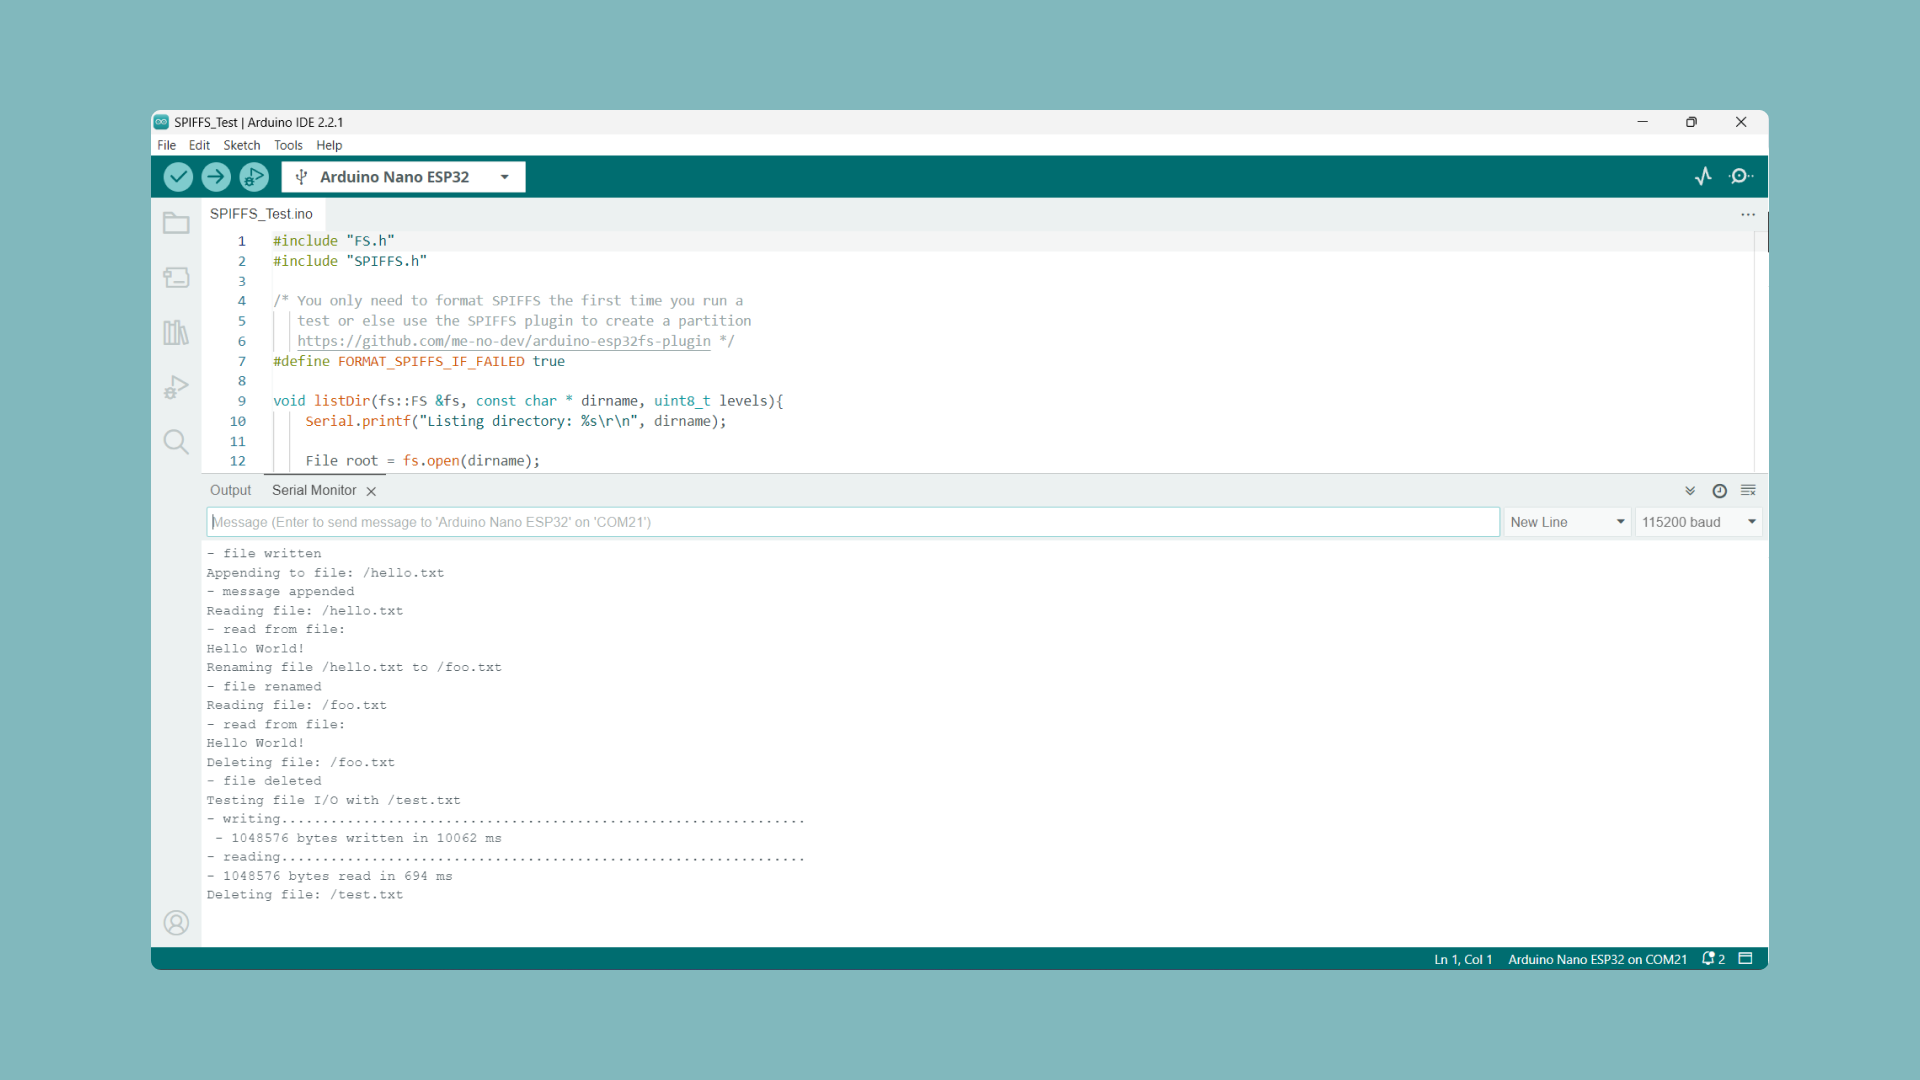 SPIFFS_Test | Arduino IDE 2.2.1
File Edit Sketch Tools Help
Arduino Nano ESP32
SPIFFS_Test.ino
1 #include "FS.h"
2 #include "SPIFFS.h"
3
4 /* You only need to format SPIFFS the first time you run a
5 test or else use the SPIFFS plugin to create a partition
6 https://github.com/me-no-dev/arduino-esp32fs-plugin */
7 #define FORMAT_SPIFFS_IF_FAILED true
8
9 void listDir(fs::FS &fs, const char * dirname, uint8_t levels){
10 Serial.printf("Listing directory: %s\r\n", dirname);
11
12 File root = fs.open(dirname);
Output Serial Monitor
Message (Enter to send message to 'Arduino Nano ESP32' on 'COM21') New Line 115200 baud
- file written
Appending to file: /hello.txt
- message appended
Reading file: /hello.txt
- read from file:
Hello World!
Renaming file /hello.txt to /foo.txt
- file renamed
Reading file: /foo.txt
- read from file:
Hello World!
Deleting file: /foo.txt
- file deleted
Testing file I/O with /test.txt
- writing................................................................
- 1048576 bytes written in 10062 ms
- reading................................................................
- 1048576 bytes read in 694 ms
Deleting file: /test.txt
Ln 1, Col 1 Arduino Nano ESP32 on COM21 2